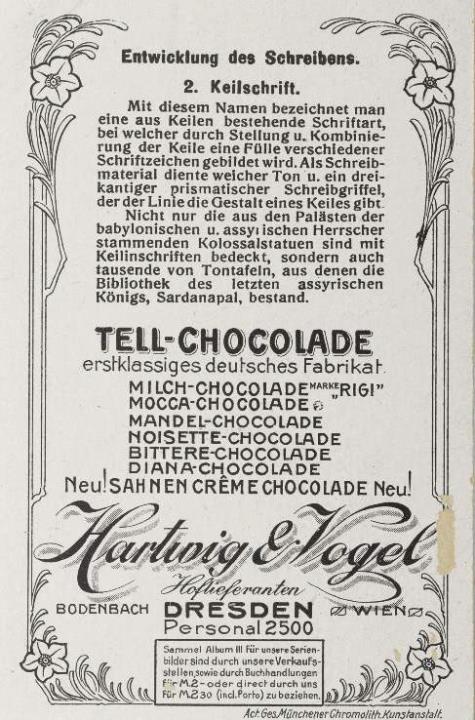 Entwicklung des Schreibens.
2. Keilschrift.
Mit diesem Namen bezeichnet man
eine aus Keilen bestehende Schriftart,
bei welcher durch Stellung u. Kombinie-
rung der Keile eine Fülle verschiedener
Schriftzeichen gebildet wird. Als Schreib-
material diente weicher Ton u. ein drei-
kantiger prismatischer Schreibgriffel,
der der Linie die Gestalt eines Keiles gibt.
Nicht nur die aus den Palästen der
babylonischen u. assyrischen Herrscher
stammenden Kolossalstatuen sind mit
Keilinschriften bedeckt, sondern auch
tausende von Tontafeln, aus denen die
Bibliothek des letzten assyrischen
Königs, Sardanapal, bestand.
TELL-CHOCOLADE
erstklassiges deutsches Fabrikat.
MILCH-CHOCOLADE MARKE „RIGI"
MOCCA-CHOCOLADE
MANDEL-CHOCOLADE
NOISETTE-CHOCOLADE
BITTERE-CHOCOLADE
DIANA-CHOCOLADE
Neu! SAHNEN CRÊME CHOCOLADE Neu!
Hartwig & Vogel
Hoflieferanten
BODENBACH DRESDEN WIEN
Personal 2500
Sammel Album III für unsere Serien-
bilder sind durch unsere Verkaufs-
stellen, sowie durch Buchhandlungen
für M.2- oder direct durch uns
für M.2.30 (incl. Porto) zu beziehen.
Act. Ges. Münchener Chromolith. Kunstanstalt.